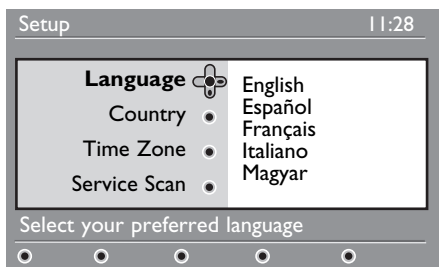 Setup 11:28
Language
Country
Time Zone
Service Scan
English
Español
Français
Italiano
Magyar
Select your preferred language